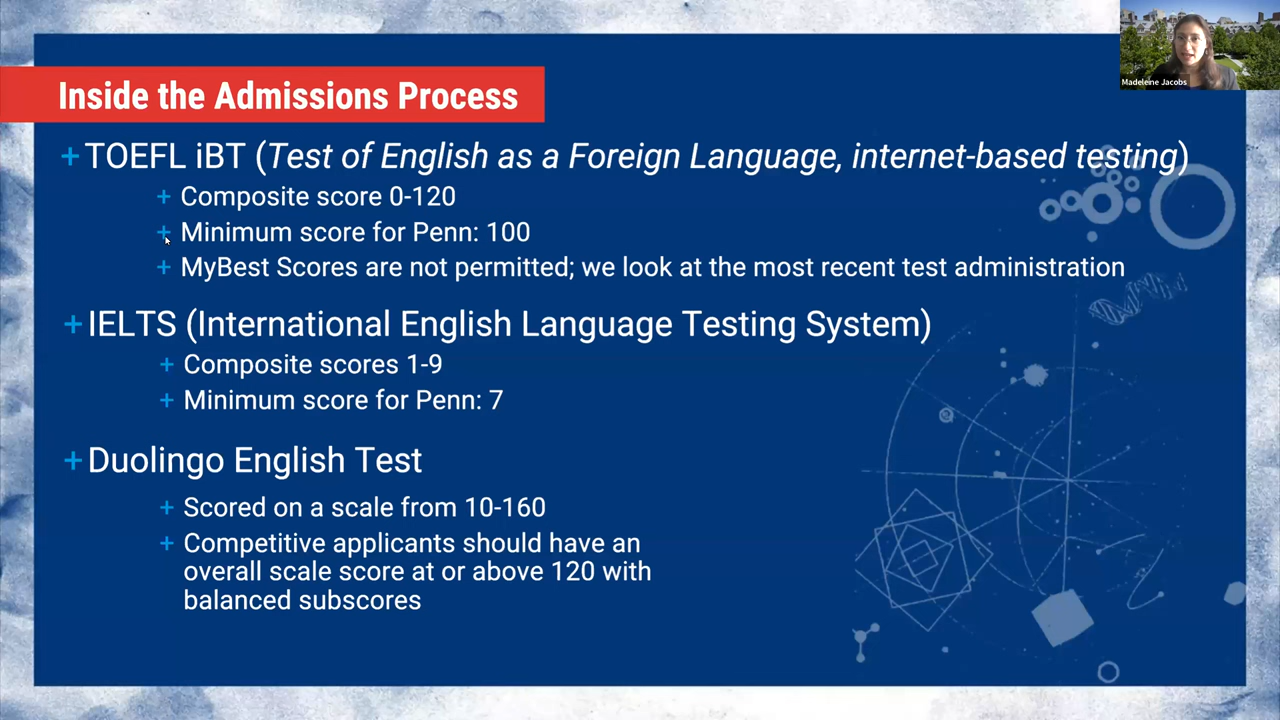 Inside the Admissions Process
Madeleine Jacobs
+ TOEFL iBT (Test of English as a Foreign Language, internet-based testing)
+ Composite score 0-120
+ Minimum score for Penn: 100
+ MyBest Scores are not permitted; we look at the most recent test administration
+ IELTS (International English Language Testing System)
+ Composite scores 1-9
+ Minimum score for Penn: 7
+ Duolingo English Test
+ Scored on a scale from 10-160
+ Competitive applicants should have an
overall scale score at or above 120 with
balanced subscores